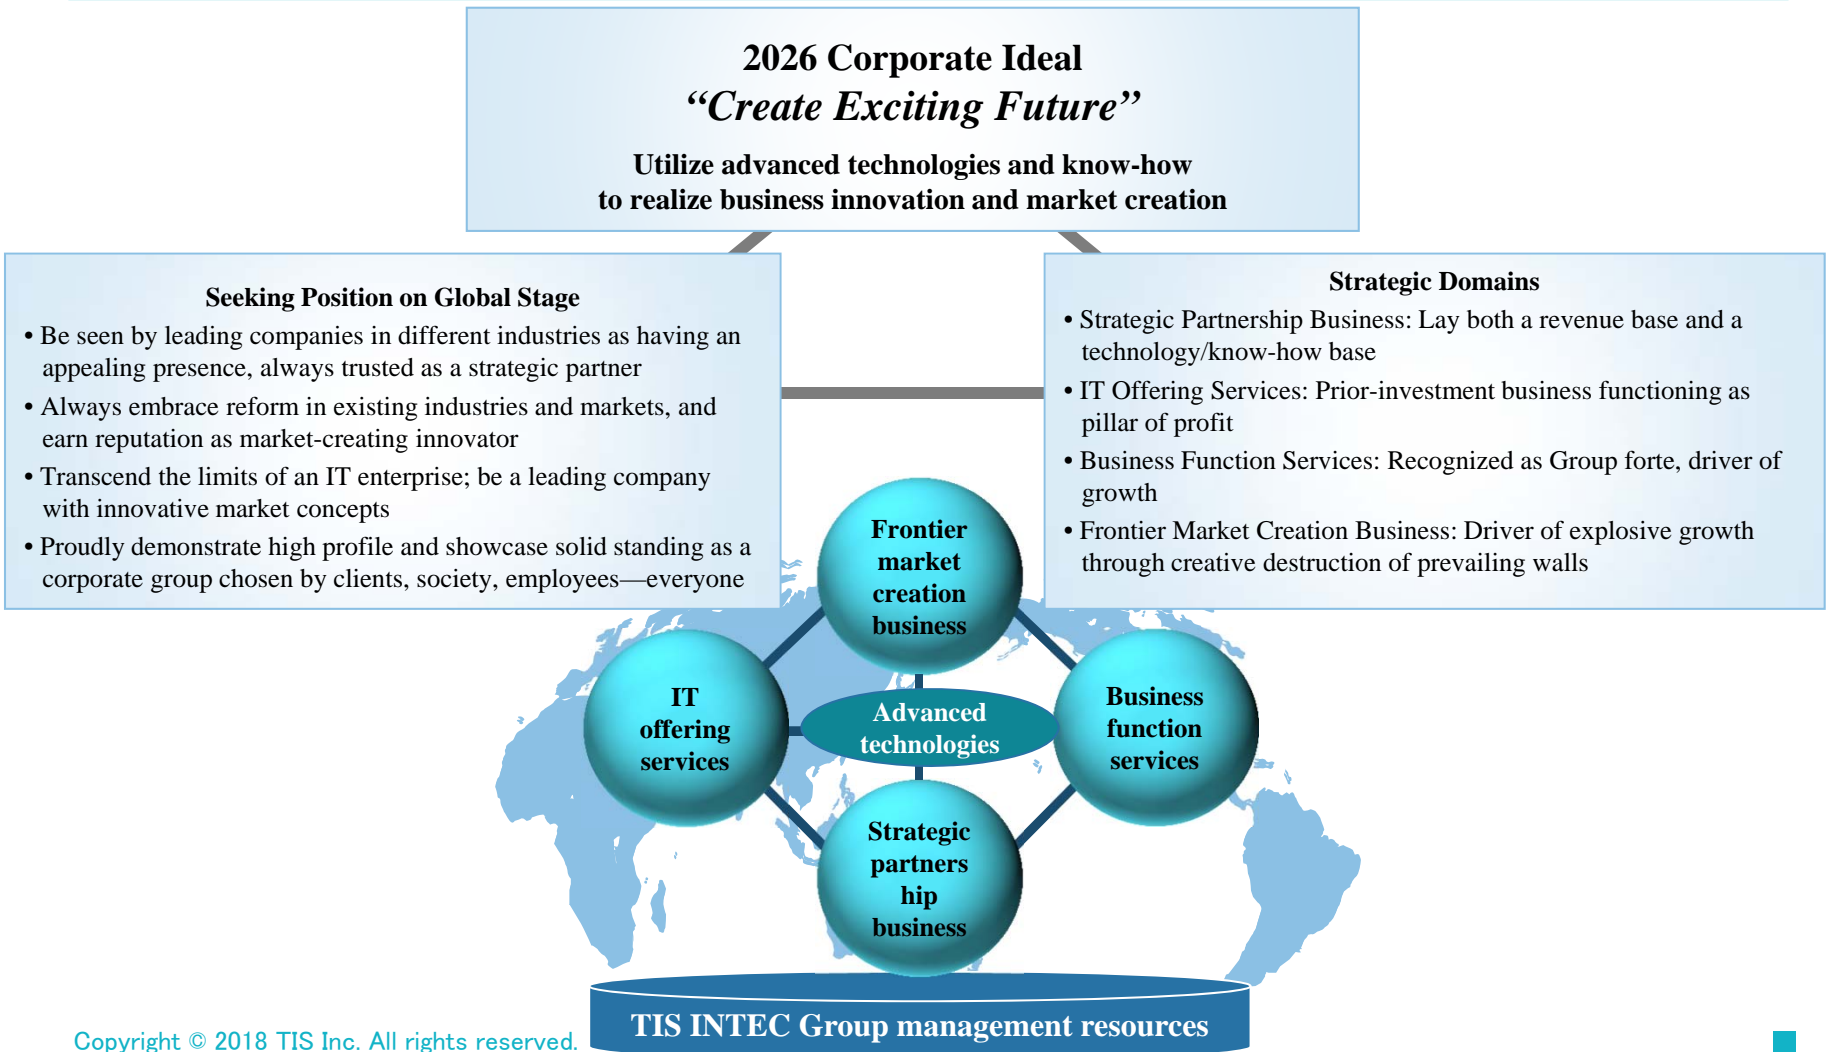 2026 Corporate Ideal
“Create Exciting Future”
Utilize advanced technologies and know-how
to realize business innovation and market creation
Seeking Position on Global Stage
• Be seen by leading companies in different industries as having an
appealing presence, always trusted as a strategic partner
• Always embrace reform in existing industries and markets, and
earn reputation as market-creating innovator
• Transcend the limits of an IT enterprise; be a leading company
with innovative market concepts
• Proudly demonstrate high profile and showcase solid standing as a
corporate group chosen by clients, society, employees—everyone
Strategic Domains
• Strategic Partnership Business: Lay both a revenue base and a
technology/know-how base
• IT Offering Services: Prior-investment business functioning as
pillar of profit
• Business Function Services: Recognized as Group forte, driver of
growth
• Frontier Market Creation Business: Driver of explosive growth
through creative destruction of prevailing walls
Frontier
market
creation
business
IT
offering
services
Advanced
technologies
Business
function
services
Strategic
partners
hip
business
TIS INTEC Group management resources
Copyright © 2018 TIS Inc. All rights reserved.